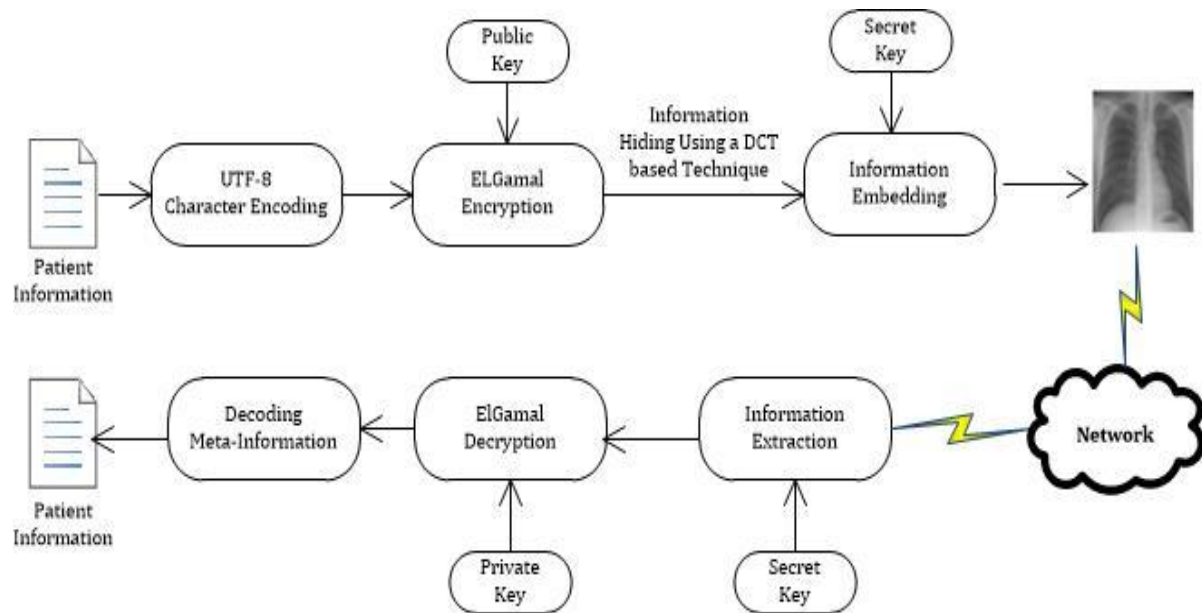 Public
Key
Secret
Key
Information
Hiding Using a DCT
based Technique
UTF-8
Character Encoding
ELGamal
Encryption
Information
Embedding
Patient
Information
Decoding
Meta-Information
ElGamal
Decryption
Information
Extraction
Network
Patient
Information
Private
Key
Secret
Key